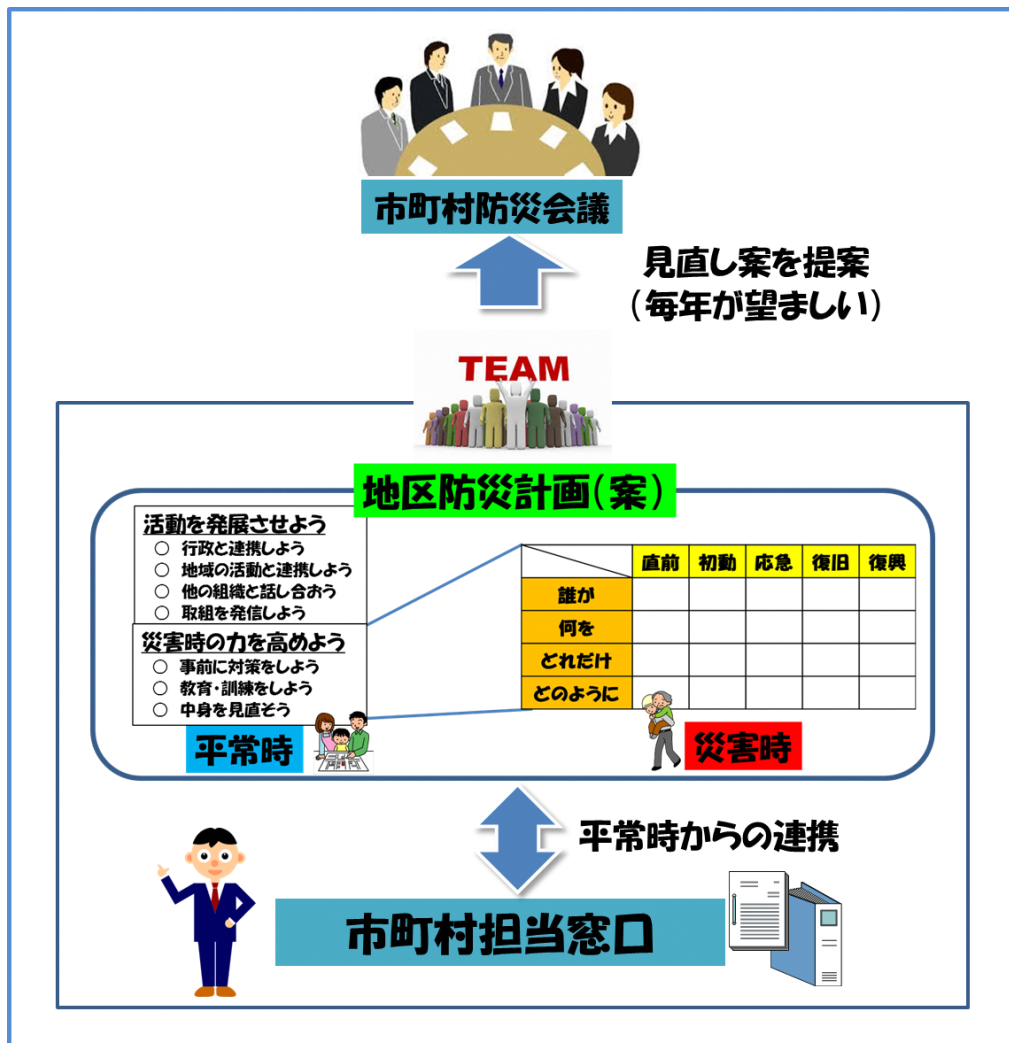 市町村防災会議
見直し案を提案
(毎年が望ましい)
TEAM
地区防災計画(案)
活動を発展させよう
○ 行政と連携しよう
○ 地域の活動と連携しよう
○ 他の組織と話し合おう
○ 取組を発信しよう
災害時の力を高めよう
○ 事前に対策をしよう
○ 教育・訓練をしよう
○ 中身を見直そう
平常時
直前 初動 応急 復旧 復興
誰が
何を
どれだけ
どのように
災害時
平常時からの連携
市町村担当窓口